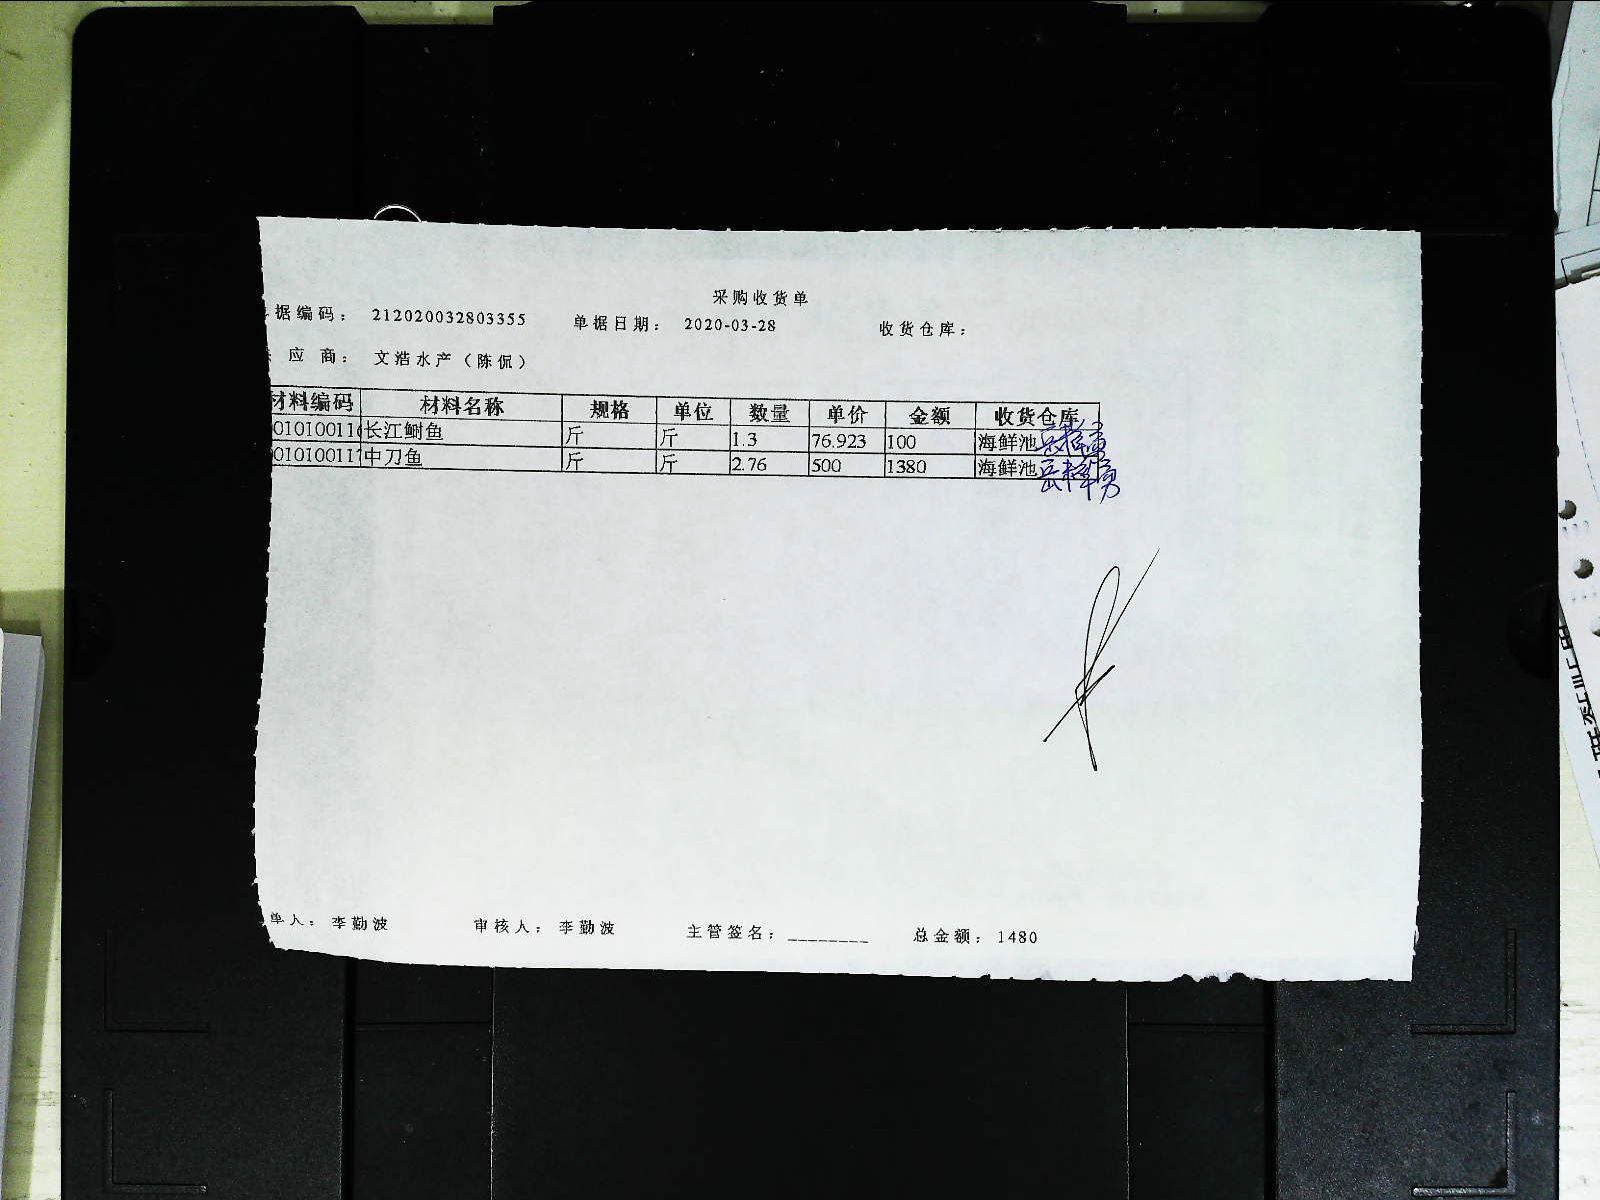 采购收货单
据编码： 212020032803355 单据日期： 2020-03-28 收货仓库：
应 商： 文浩水产（陈侃）
材料编码 材料名称 规格 单位 数量 单价 金额 收货仓库
01010011 长江鮰鱼 斤 斤 1.3 76.923 100 海鲜池
01010011 中刀鱼 斤 斤 2.76 500 1380 海鲜池
单人： 李勤波 审核人： 李勤波 主管签名：________ 总金额： 1480